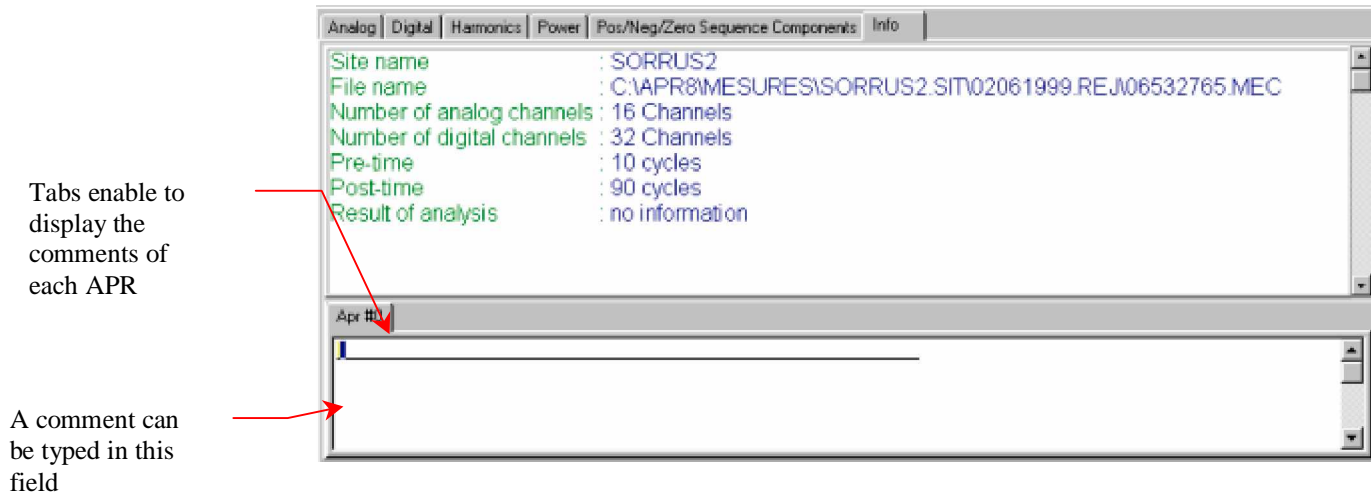 Analog Digital Harmonics Power Pos/Neg/Zero Sequence Components Info
Site name : SORRUS2
File name : C:\APR8\MESURES\SORRUS2.SIT\02061999.REJ\06532765.MEC
Number of analog channels : 16 Channels
Number of digital channels : 32 Channels
Pre-time : 10 cycles
Post-time : 90 cycles
Result of analysis : no information
Tabs enable to
display the
comments of
each APR
Apr
A comment can
be typed in this
field